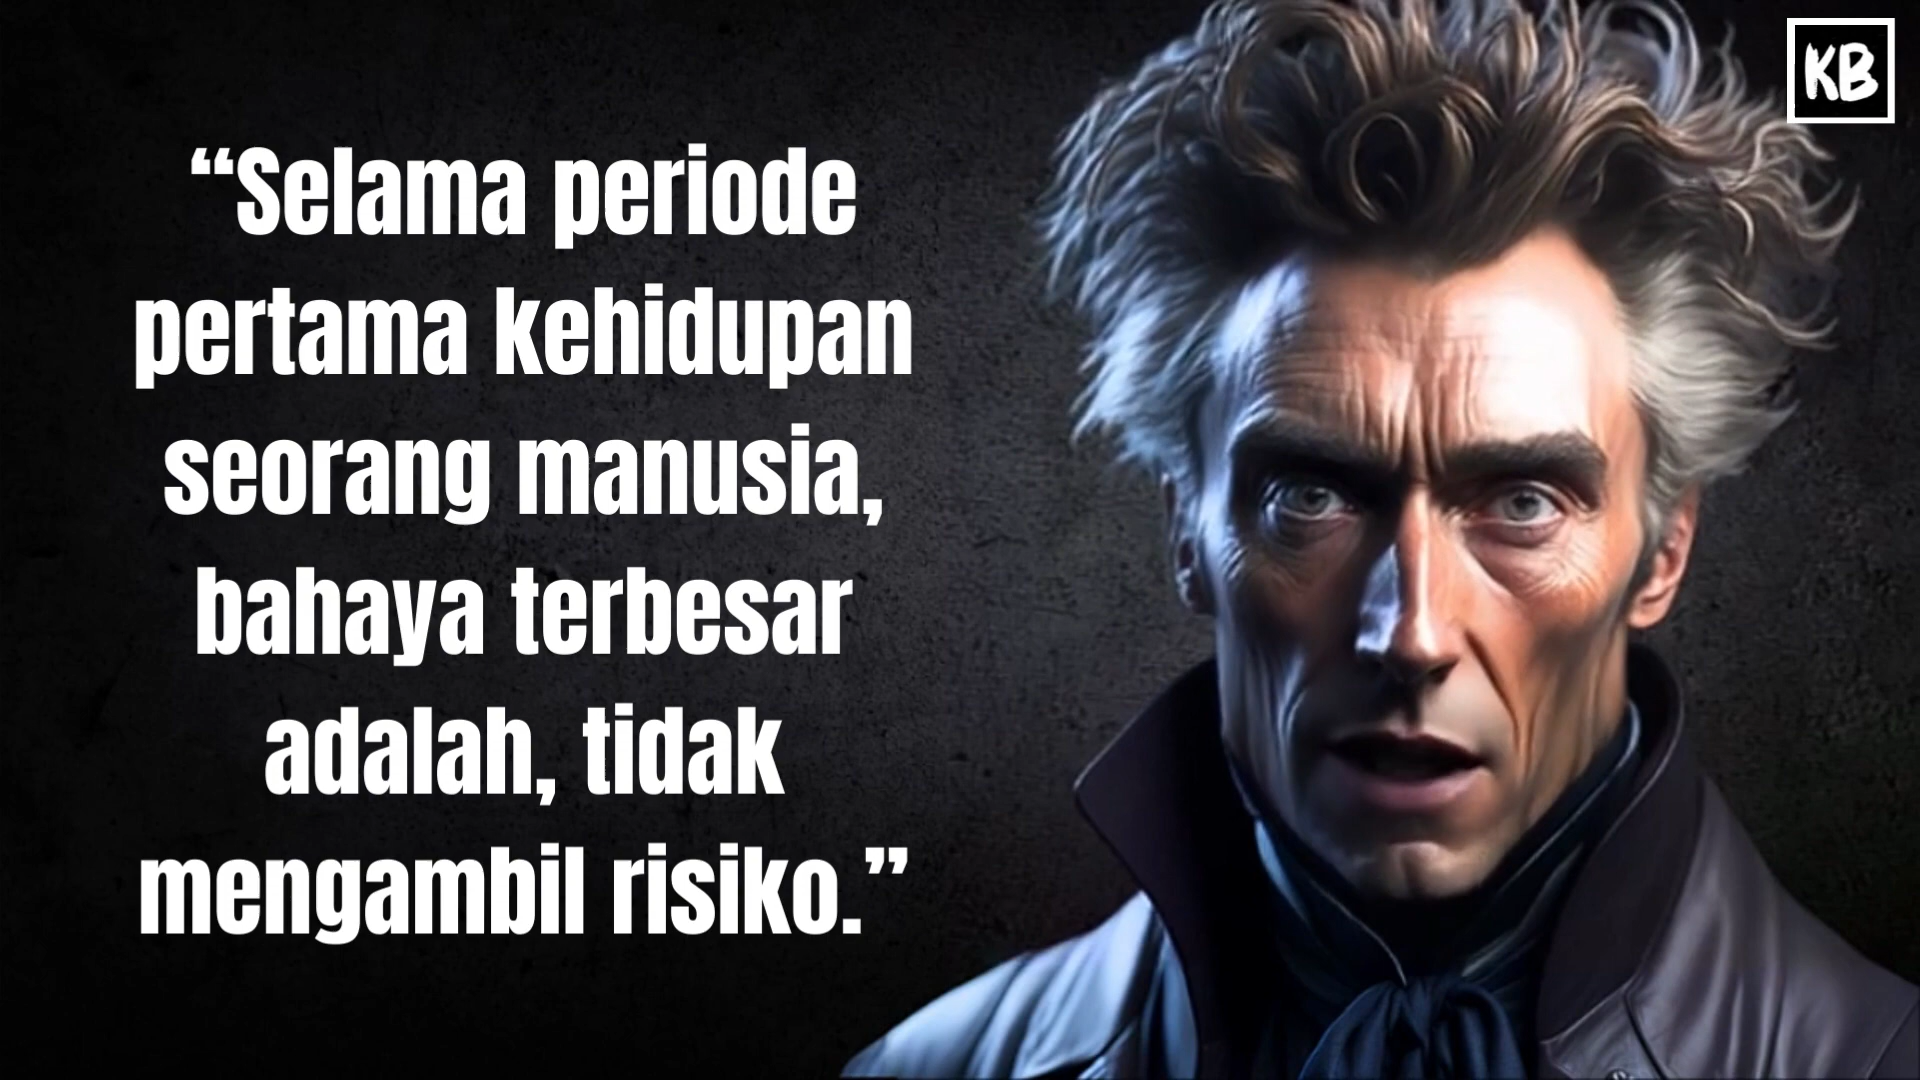 “Selama periode
pertama kehidupan
seorang manusia,
bahaya terbesar
adalah, tidak
mengambil risiko.”
KB